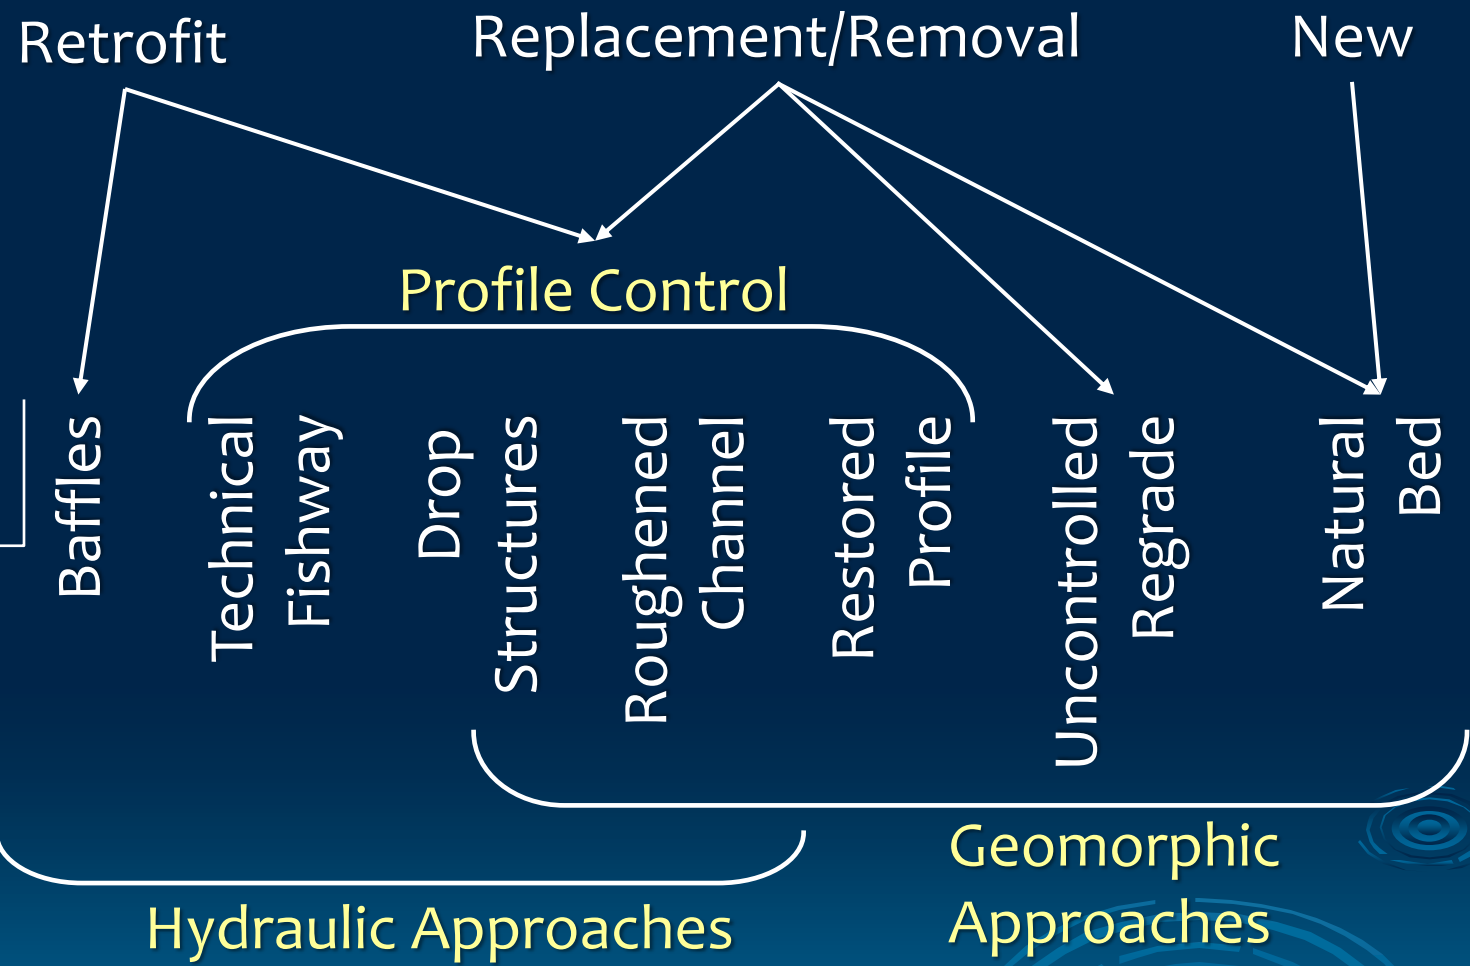 Retrofit
Replacement/Removal
New
Profile Control
Baffles
Technical
Fishway
Drop
Structures
Roughened
Channel
Restored
Profile
Uncontrolled
Regrade
Natural
Bed
Geomorphic
Approaches
Hydraulic Approaches